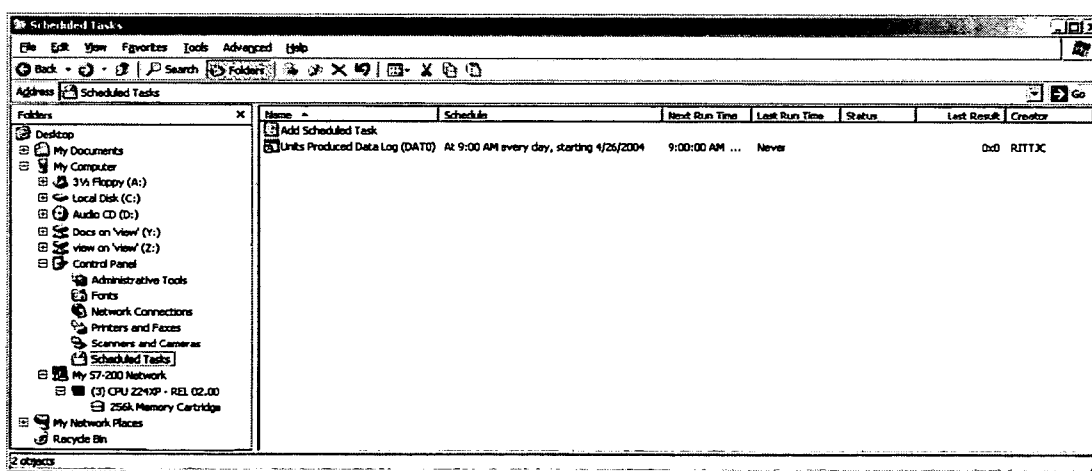 Scheduled Tasks
File Edit View Favorites Tools Advanced Help
Back Search Folders
Address Scheduled Tasks Go
Folders x Name Schedule Next Run Time Last Run Time Status Last Result Creator
Desktop
My Documents
My Computer
3½ Floppy (A:)
Local Disk (C:)
Audio CD (D:)
Docs on 'view' (Y:)
view on 'view' (Z:)
Control Panel
Administrative Tools
Fonts
Network Connections
Printers and Faxes
Scanners and Cameras
Scheduled Tasks
My S7-200 Network
(3) CPU 224XP - REL 02.00
256k Memory Cartridge
My Network Places
Recycle Bin
Add Scheduled Task
Units Produced Data Log (DAT0) At 9:00 AM every day, starting 4/26/2004 9:00:00 AM ... Never 0x0 RITTJC
2 objects